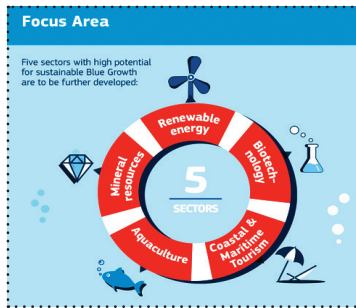 Focus Area
Five sectors with high potential
for sustainable Blue Growth
are to be further developed:
Renewable
energy
Biotech-
nology
Mineral
resources
5
SECTORS
Aquaculture
Coastal &
Maritime
Tourism